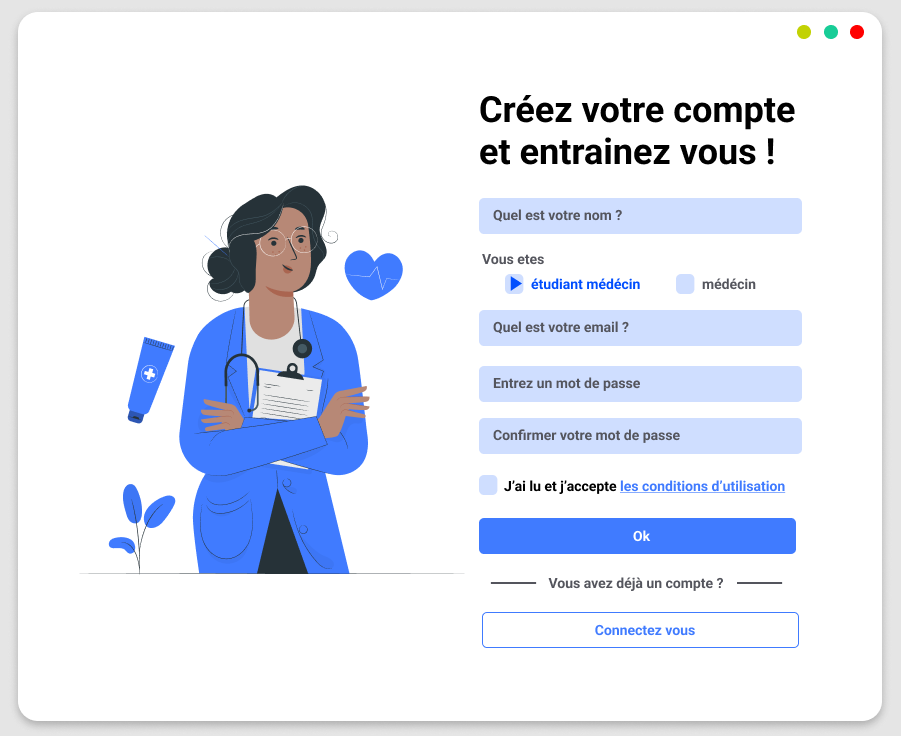 Créez votre compte
et entrainez vous !
Quel est votre nom ?
Vous etes
étudiant médécin
médécin
Quel est votre email ?
Entrez un mot de passe
Confirmer votre mot de passe
J’ai lu et j’accepte les conditions d’utilisation
Ok
Vous avez déjà un compte ?
Connectez vous